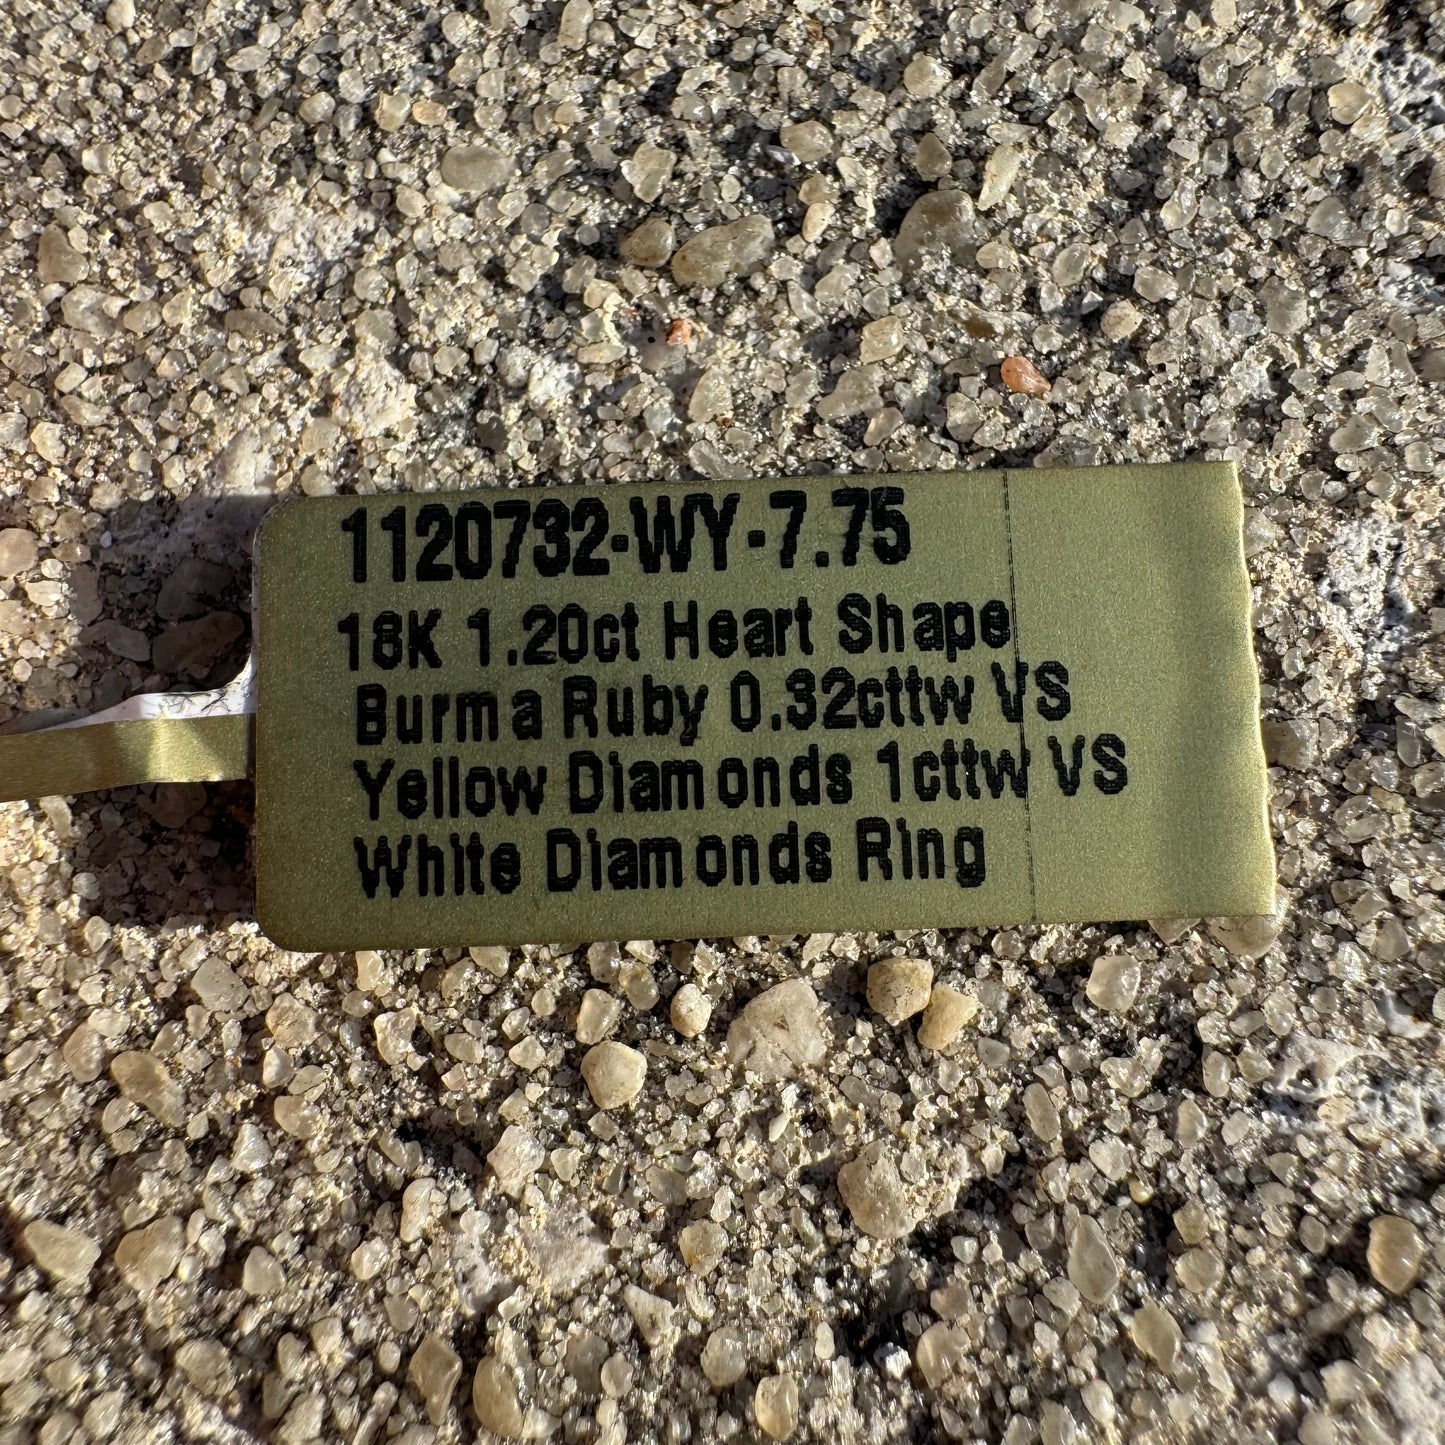 1120732-WY-7.75
18K 1.20ct Heart Shape
Burma Ruby 0.32cttw VS
Yellow Diamonds 1cttw VS
White Diamonds Ring